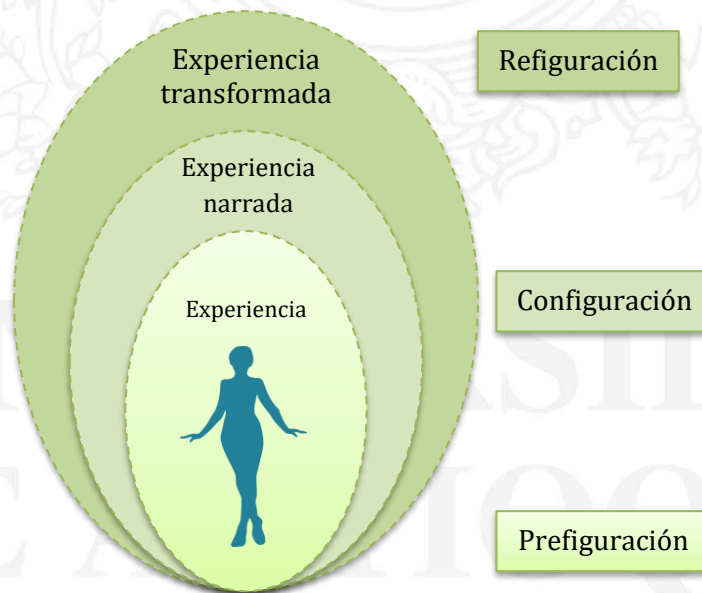 Experiencia
transformada
Refiguración
Experiencia
narrada
Configuración
Experiencia
Prefiguración